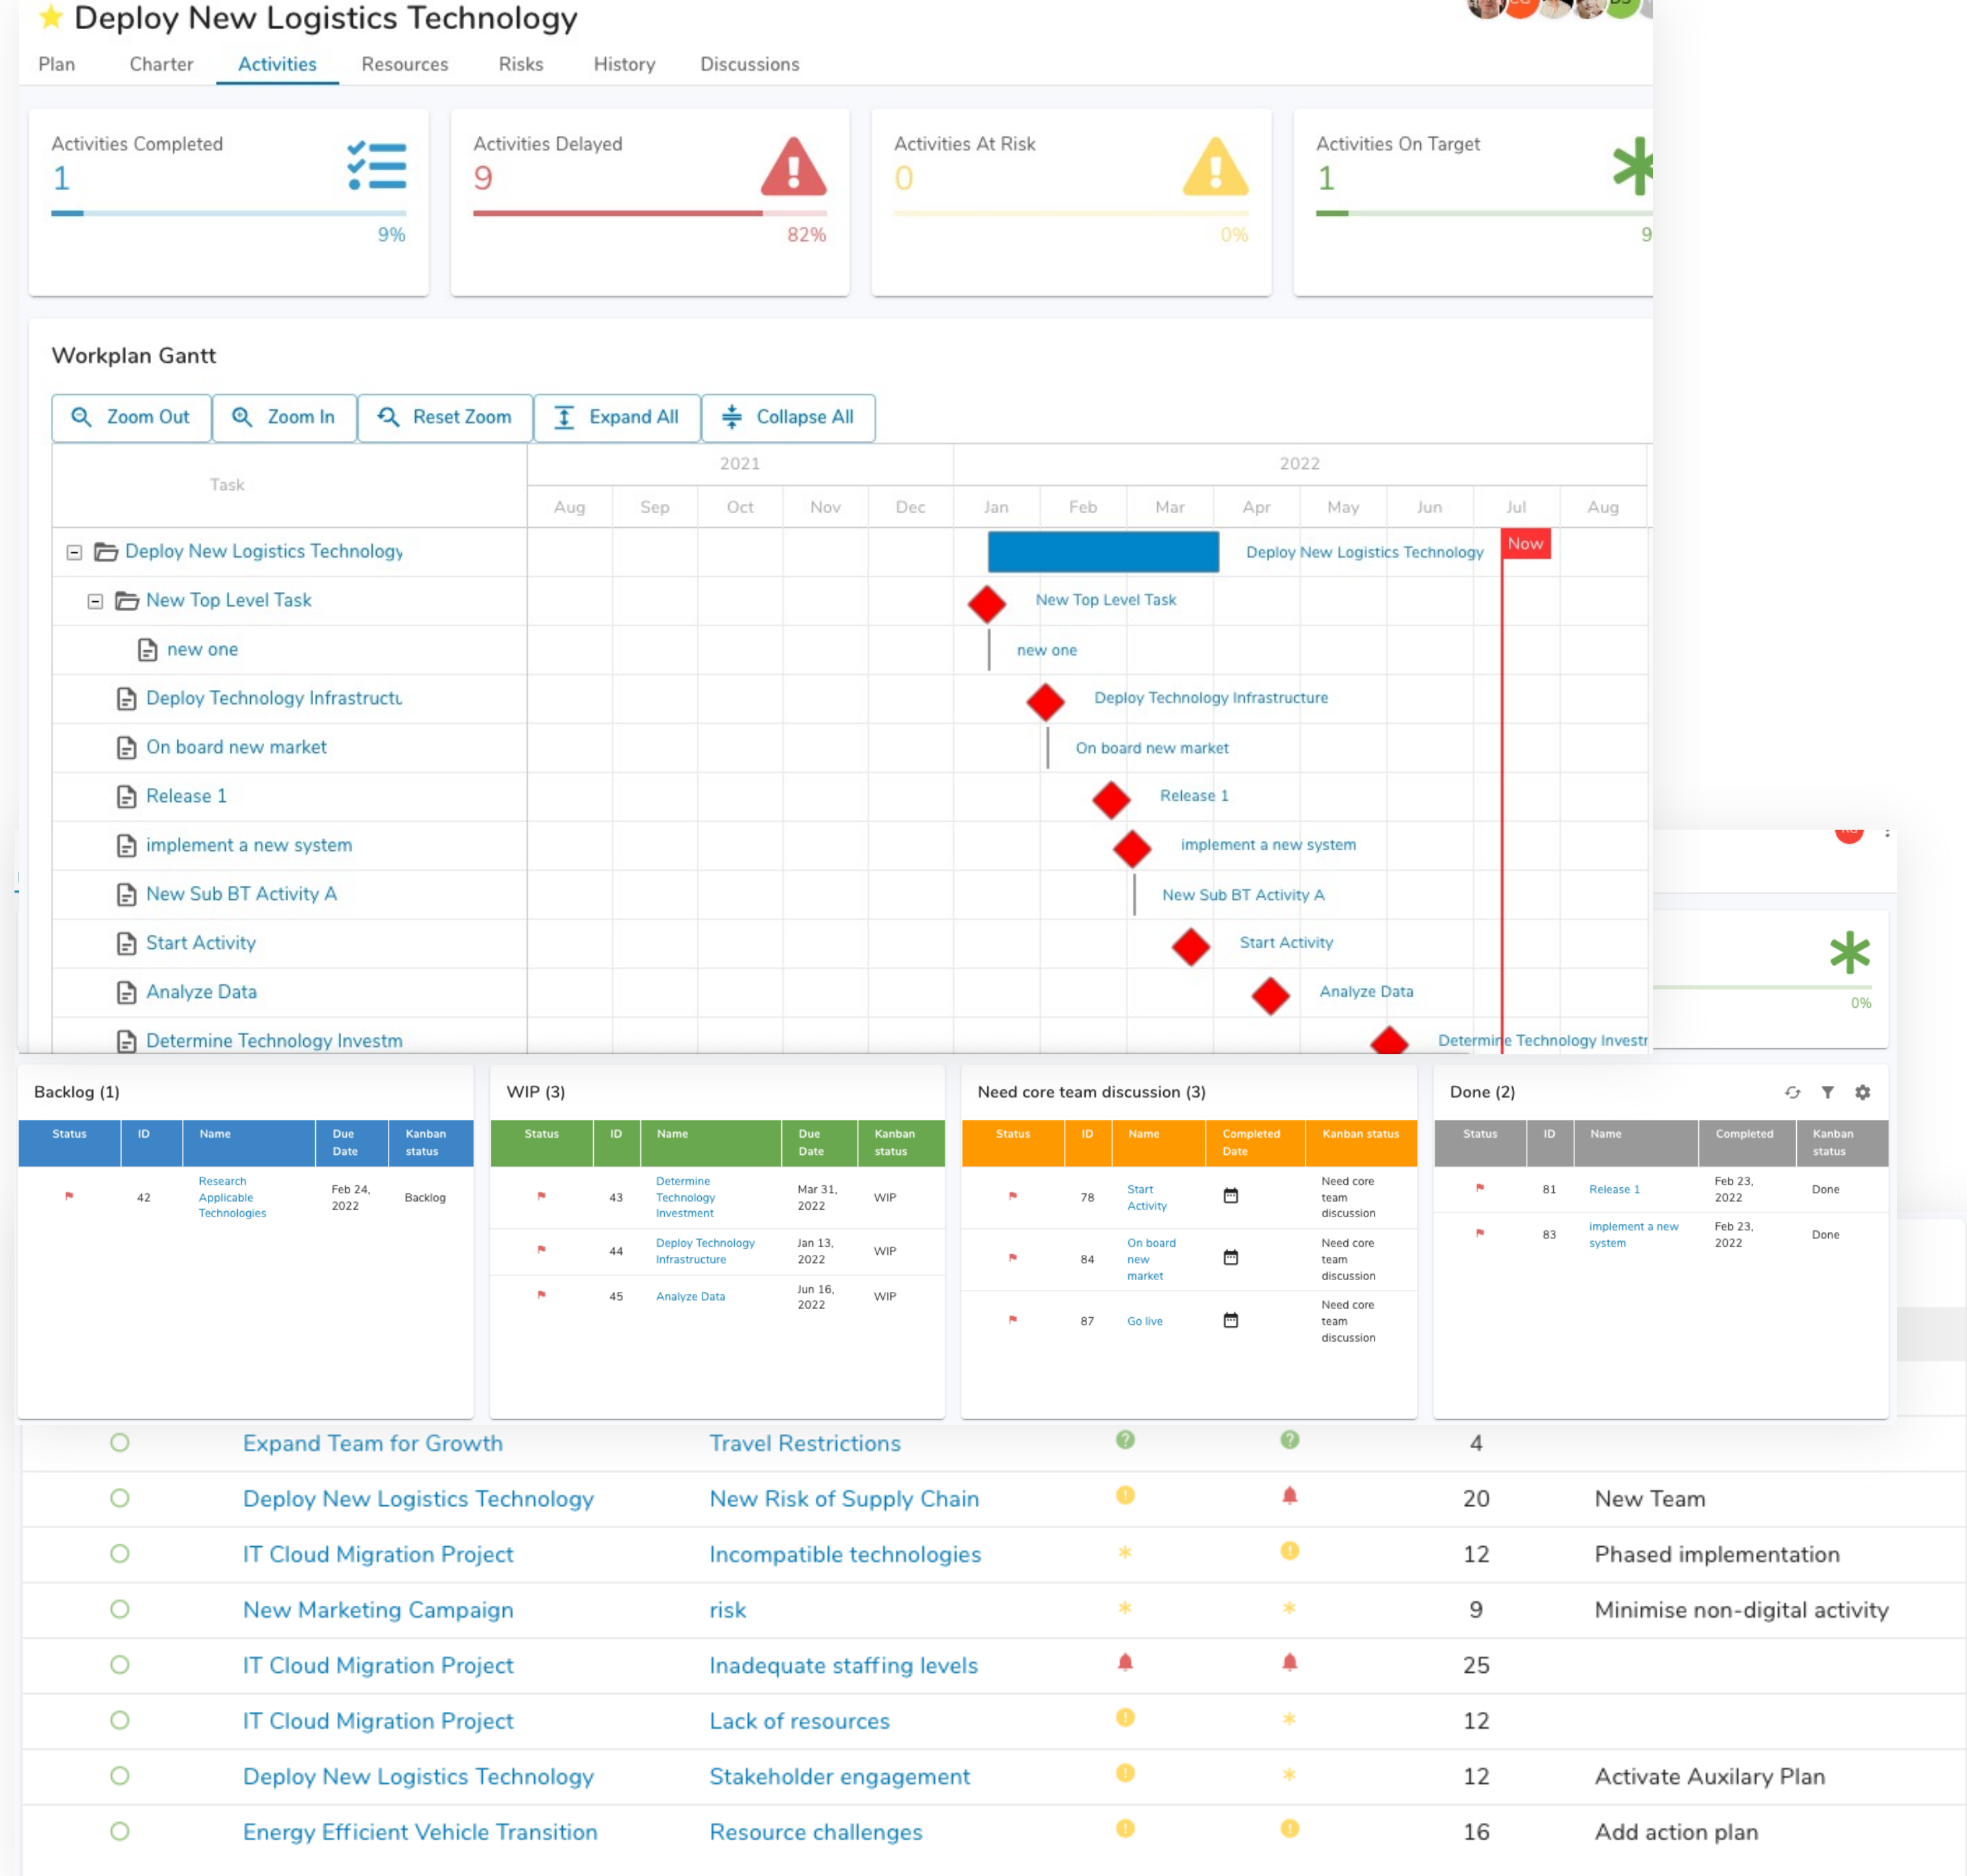 Deploy New Logistics Technology
Plan Charter Activities Resources Risks History Discussions
Activities Completed
1
9%
Activities Delayed
9
82%
Activities At Risk
0
0%
Activities On Target
1
9
Workplan Gantt
Zoom Out Zoom In Reset Zoom Expand All Collapse All
Task
2021 2022
Aug Sep Oct Nov Dec Jan Feb Mar Apr May Jun Jul Aug
Now
Deploy New Logistics Technology Deploy New Logistics Technology
New Top Level Task New Top Level Task
new one new one
Deploy Technology Infrastructu Deploy Technology Infrastructure
On board new market On board new market
Release 1 Release 1
implement a new system implement a new system
New Sub BT Activity A New Sub BT Activity A
Start Activity Start Activity
Analyze Data Analyze Data
Determine Technology Investm Determine Technology Invest
0%
Backlog (1)
Status ID Name Due Date Kanban status
42 Research Applicable Technologies Feb 24, 2022 Backlog
WIP (3)
Status ID Name Due Date Kanban status
43 Determine Technology Investment Mar 31, 2022 WIP
44 Deploy Technology Infrastructure Jan 13, 2022 WIP
45 Analyze Data Jun 16, 2022 WIP
Need core team discussion (3)
Status ID Name Completed Date Kanban status
78 Start Activity Need core team discussion
84 On board new market Need core team discussion
87 Go live Need core team discussion
Done (2)
Status ID Name Completed Kanban status
81 Release 1 Feb 23, 2022 Done
83 implement a new system Feb 23, 2022 Done
Expand Team for Growth Travel Restrictions 4
Deploy New Logistics Technology New Risk of Supply Chain 20 New Team
IT Cloud Migration Project Incompatible technologies 12 Phased implementation
New Marketing Campaign risk 9 Minimise non-digital activity
IT Cloud Migration Project Inadequate staffing levels 25
IT Cloud Migration Project Lack of resources 12
Deploy New Logistics Technology Stakeholder engagement 12 Activate Auxilary Plan
Energy Efficient Vehicle Transition Resource challenges 16 Add action plan